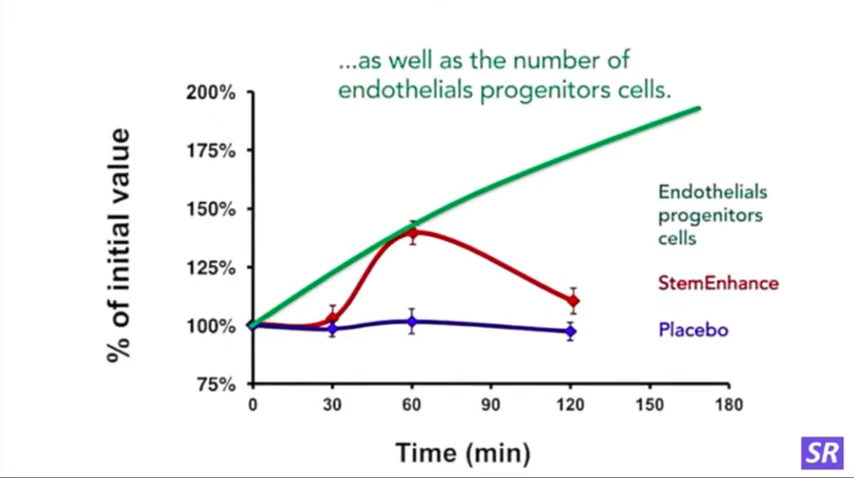 ...as well as the number of
endothelials progenitors cells.
200%
175%
150%
125%
100%
75%
% of initial value
Endothelials
progenitors
cells
StemEnhance
Placebo
0 30 60 90 120 150 180
Time (min)
SR